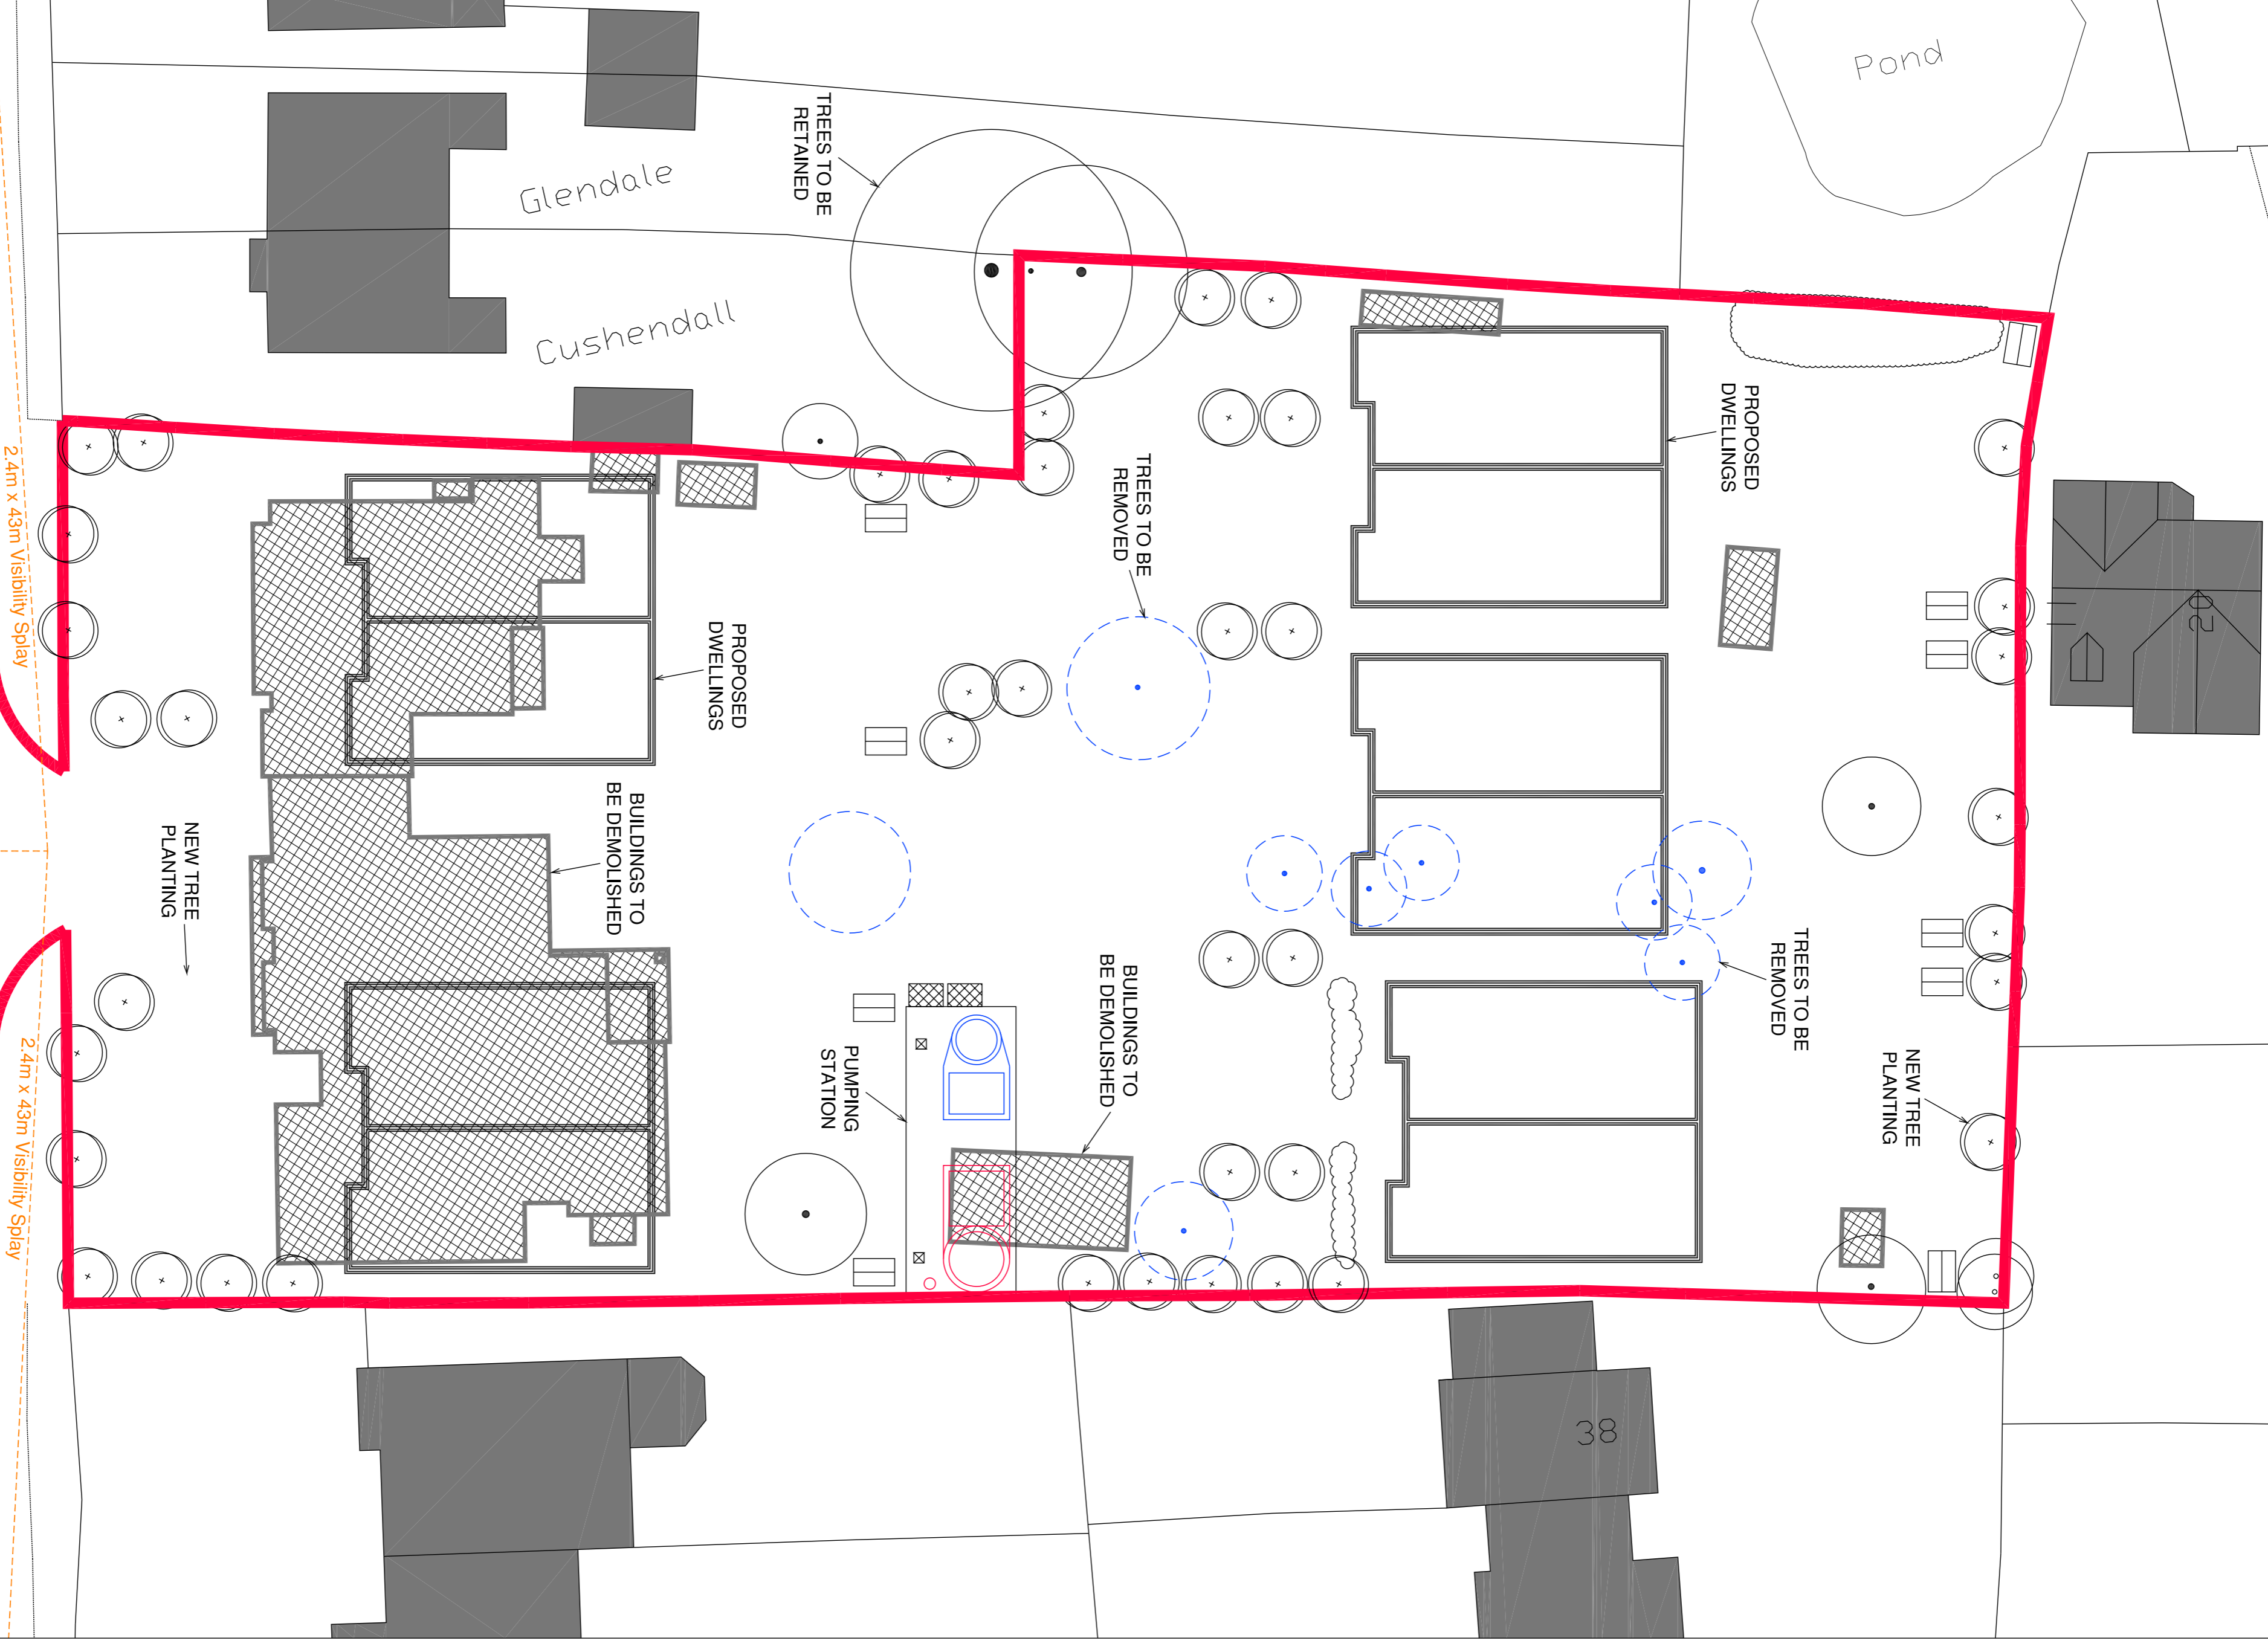 Pond
TREES TO BE
RETAINED
Glendale
Cushendall
PROPOSED
DWELLINGS
TREES TO BE
REMOVED
2.4m x 43m Visibility Splay
PROPOSED
DWELLINGS
BUILDINGS TO
BE DEMOLISHED
NEW TREE
PLANTING
TREES TO BE
REMOVED
BUILDINGS TO
BE DEMOLISHED
PUMPING
STATION
NEW TREE
PLANTING
2.4m x 43m Visibility Splay
38